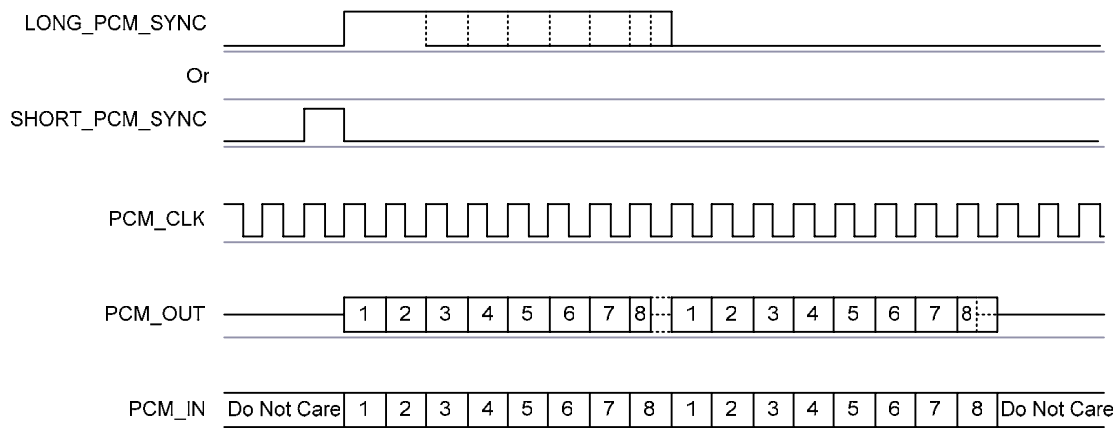 LONG_PCM_SYNC
Or
SHORT_PCM_SYNC
PCM_CLK
PCM_OUT 1 2 3 4 5 6 7 8 1 2 3 4 5 6 7 8
PCM_IN Do Not Care 1 2 3 4 5 6 7 8 1 2 3 4 5 6 7 8 Do Not Care